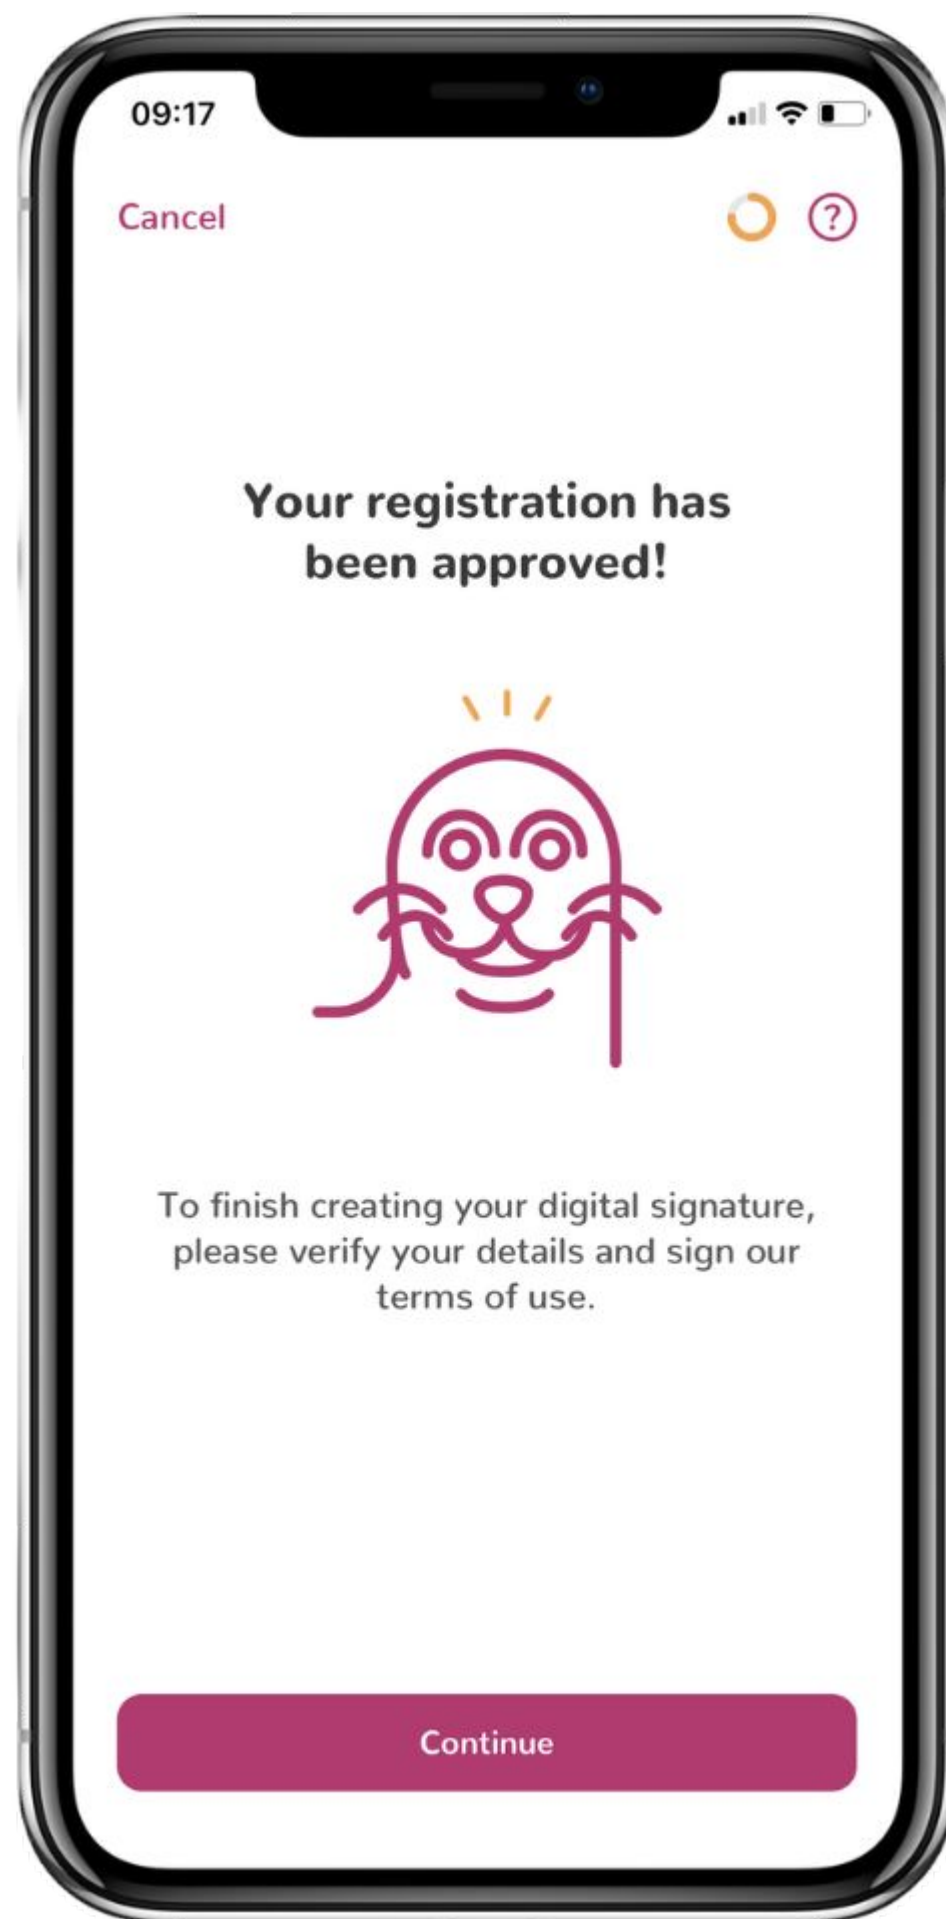 09:17
Cancel
?
Your registration has
been approved!
To finish creating your digital signature,
please verify your details and sign our
terms of use.
Continue